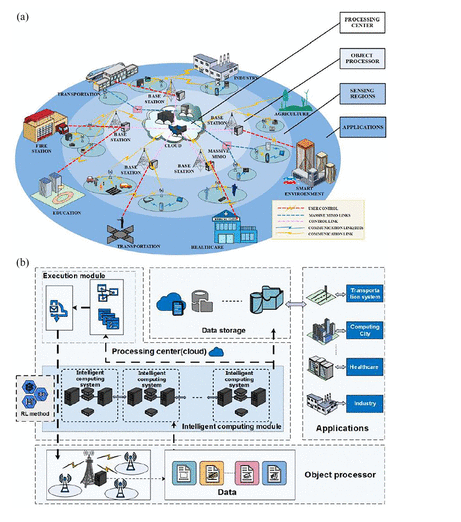 (a)
PROCESSING
CENTER
OBJECT
PROCESSOR
SENSING
REGIONS
APPLICATIONS
TRANSPORTATION
INDUSTRY
BASE
STATION
BASE
STATION
AGRICULTURE
FIRE
STATION
BASE
STATION
CLOUD
BASE
STATION
BASE
STATION
MASSIVE
MIMO
SMART
ENVIROENMENT
EDUCATION
TRANSPORTATION
HEALTHCARE
USER CONTROL
MASSIVE MIMO LINKS
CONTROL LINK
COMMUNICATION LINK
(b)
Execution module
Data storage
Transporta
tion system
Computing
City
Healthcare
Industry
Applications
Processing center(cloud)
RL method
Intelligent
computing
system
Intelligent
computing
system
Intelligent
computing
system
Intelligent computing module
Object processor
Data